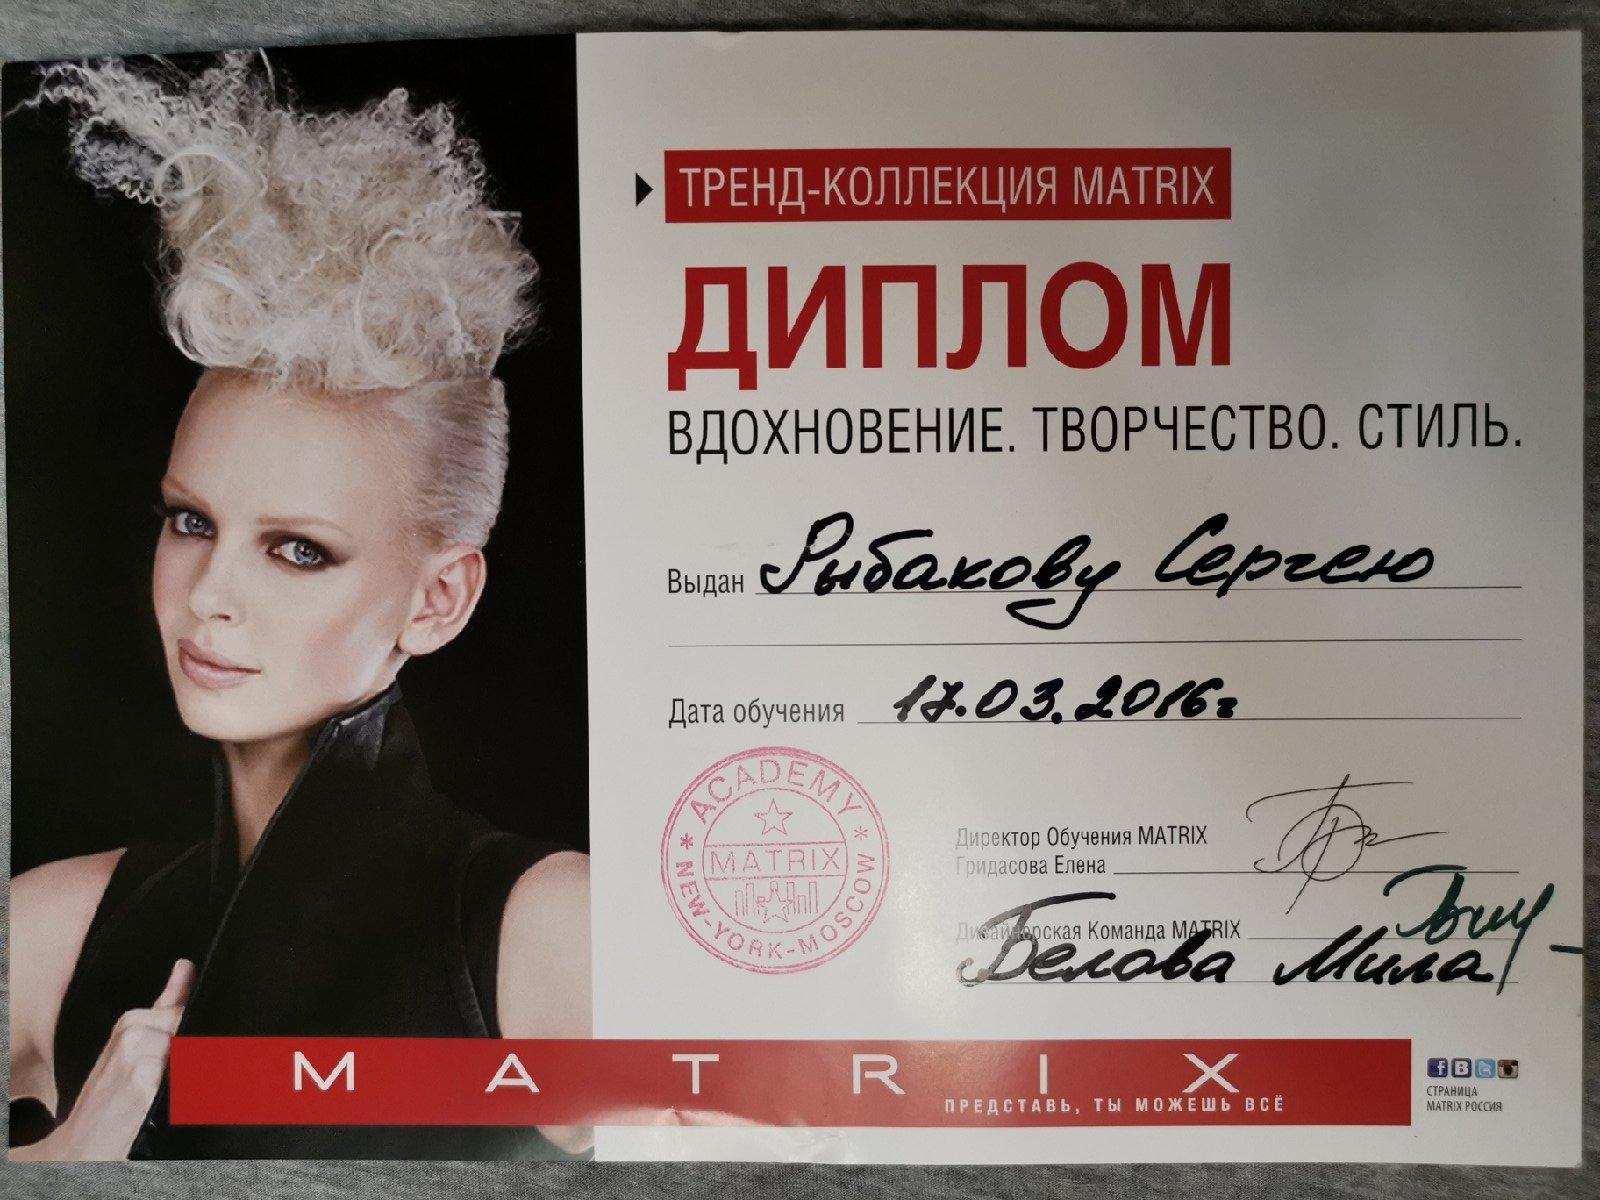 ТРЕНД-КОЛЛЕКЦИЯ MATRIX
ДИПЛОМ
ВДОХНОВЕНИЕ. ТВОРЧЕСТВО. СТИЛЬ.
Выдан Рыбакову Сергею
Дата обучения 17.03.2016г
ACADEMY
MATRIX
NEW-YORK-MOSCOW
Директор Обучения MATRIX
Гридасова Елена
Дизайнерская Команда MATRIX
Белова Мила
MATRIX
ПРЕДСТАВЬ, ТЫ МОЖЕШЬ ВСЁ
СТРАНИЦА
MATRIX РОССИЯ